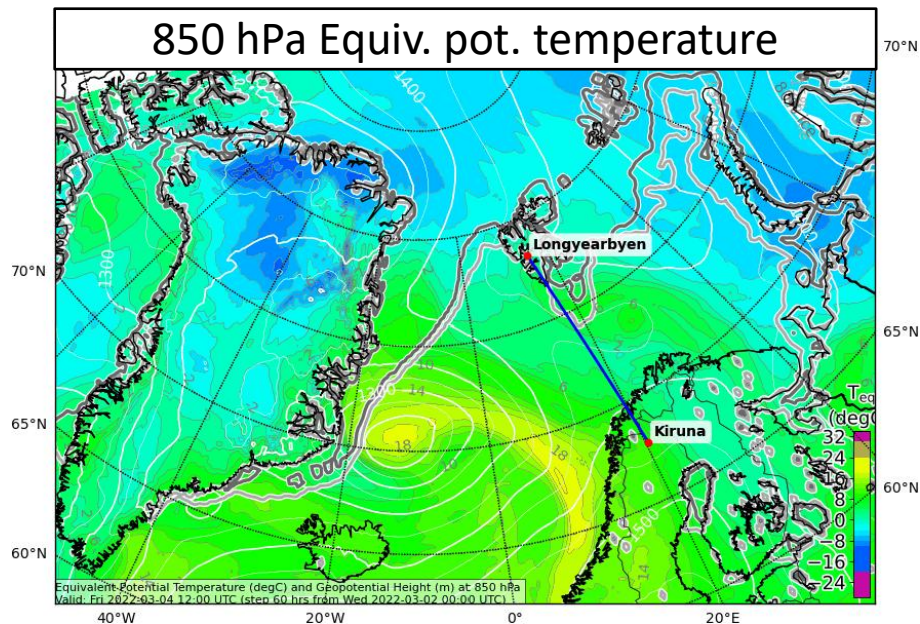 850 hPa Equiv. pot. temperature
70°N
1400
1300
Longyearbyen
70°N
65°N
1300
10
14
18
18
Kiruna
T_eq
(degC
32
24
16
8
0
−8
−16
−24
65°N
60°N
60°N
1500
14
Equivalent Potential Temperature (degC) and Geopotential Height (m) at 850 hPa
Valid: Fri 2022-03-04 12:00 UTC (step 60 hrs from Wed 2022-03-02 00:00 UTC)
40°W
20°W
0°
20°E